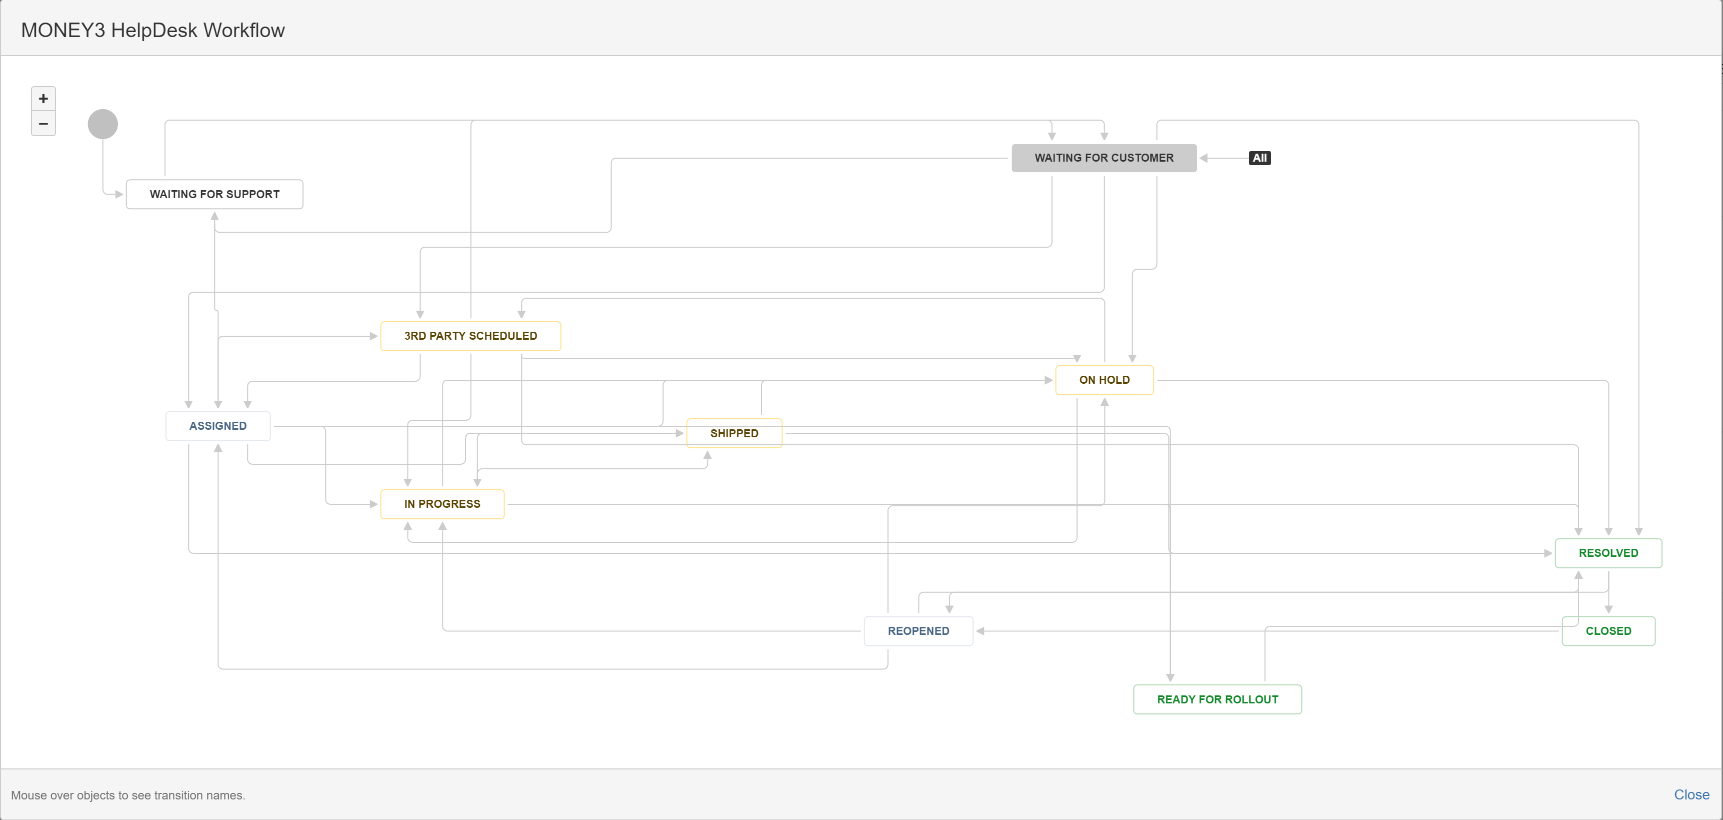 MONEY3 HelpDesk Workflow
+
−
WAITING FOR CUSTOMER
All
WAITING FOR SUPPORT
3RD PARTY SCHEDULED
ON HOLD
ASSIGNED
SHIPPED
IN PROGRESS
RESOLVED
REOPENED
CLOSED
READY FOR ROLLOUT
Mouse over objects to see transition names.
Close